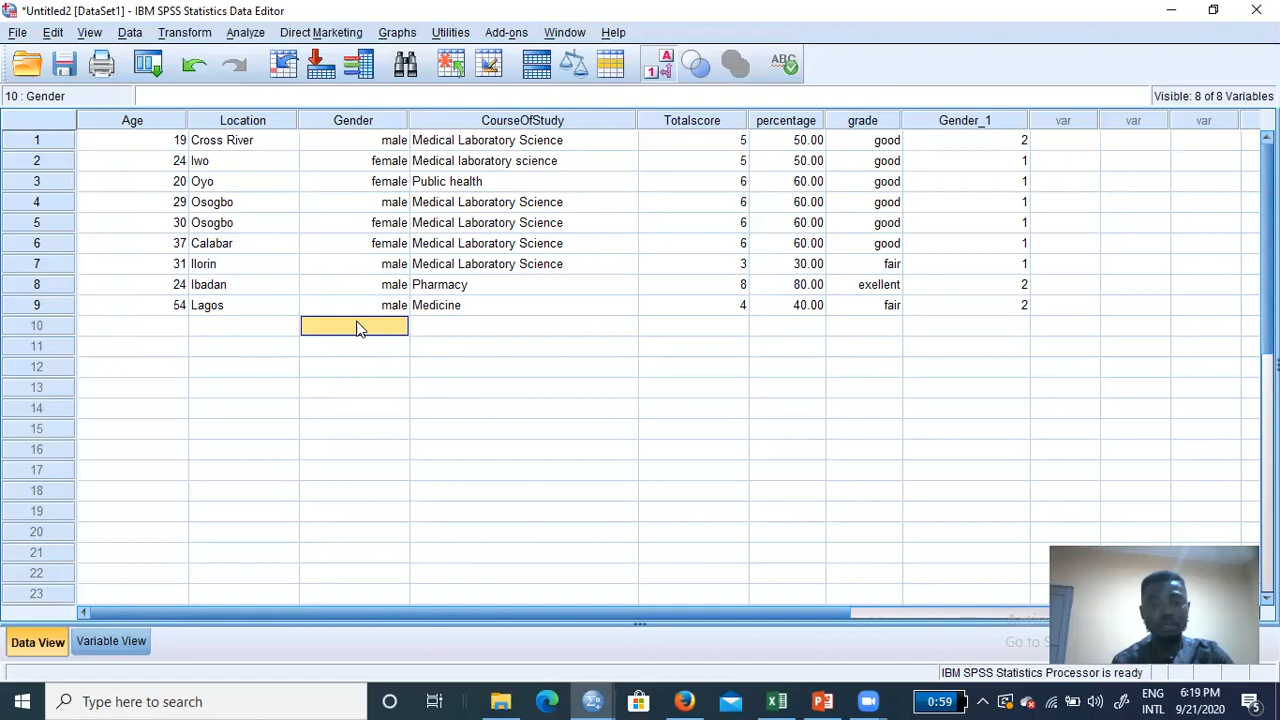 *Untitled2 [DataSet1] - IBM SPSS Statistics Data Editor
File Edit View Data Transform Analyze Direct Marketing Graphs Utilities Add-ons Window Help
10 : Gender Visible: 8 of 8 Variables
Age Location Gender CourseOfStudy Totalscore percentage grade Gender_1 var var var
1 19 Cross River male Medical Laboratory Science 5 50.00 good 2
2 24 Iwo female Medical laboratory science 5 50.00 good 1
3 20 Oyo female Public health 6 60.00 good 1
4 29 Osogbo male Medical Laboratory Science 6 60.00 good 1
5 30 Osogbo female Medical Laboratory Science 6 60.00 good 1
6 37 Calabar female Medical Laboratory Science 6 60.00 good 1
7 31 Ilorin male Medical Laboratory Science 3 30.00 fair 1
8 24 Ibadan male Pharmacy 8 80.00 exellent 2
9 54 Lagos male Medicine 4 40.00 fair 2
10
11
12
13
14
15
16
17
18
19
20
21
22
23
Go to S
Data View Variable View
IBM SPSS Statistics Processor is ready
Type here to search 0:59 ENG INTL 6:19 PM 9/21/2020 5